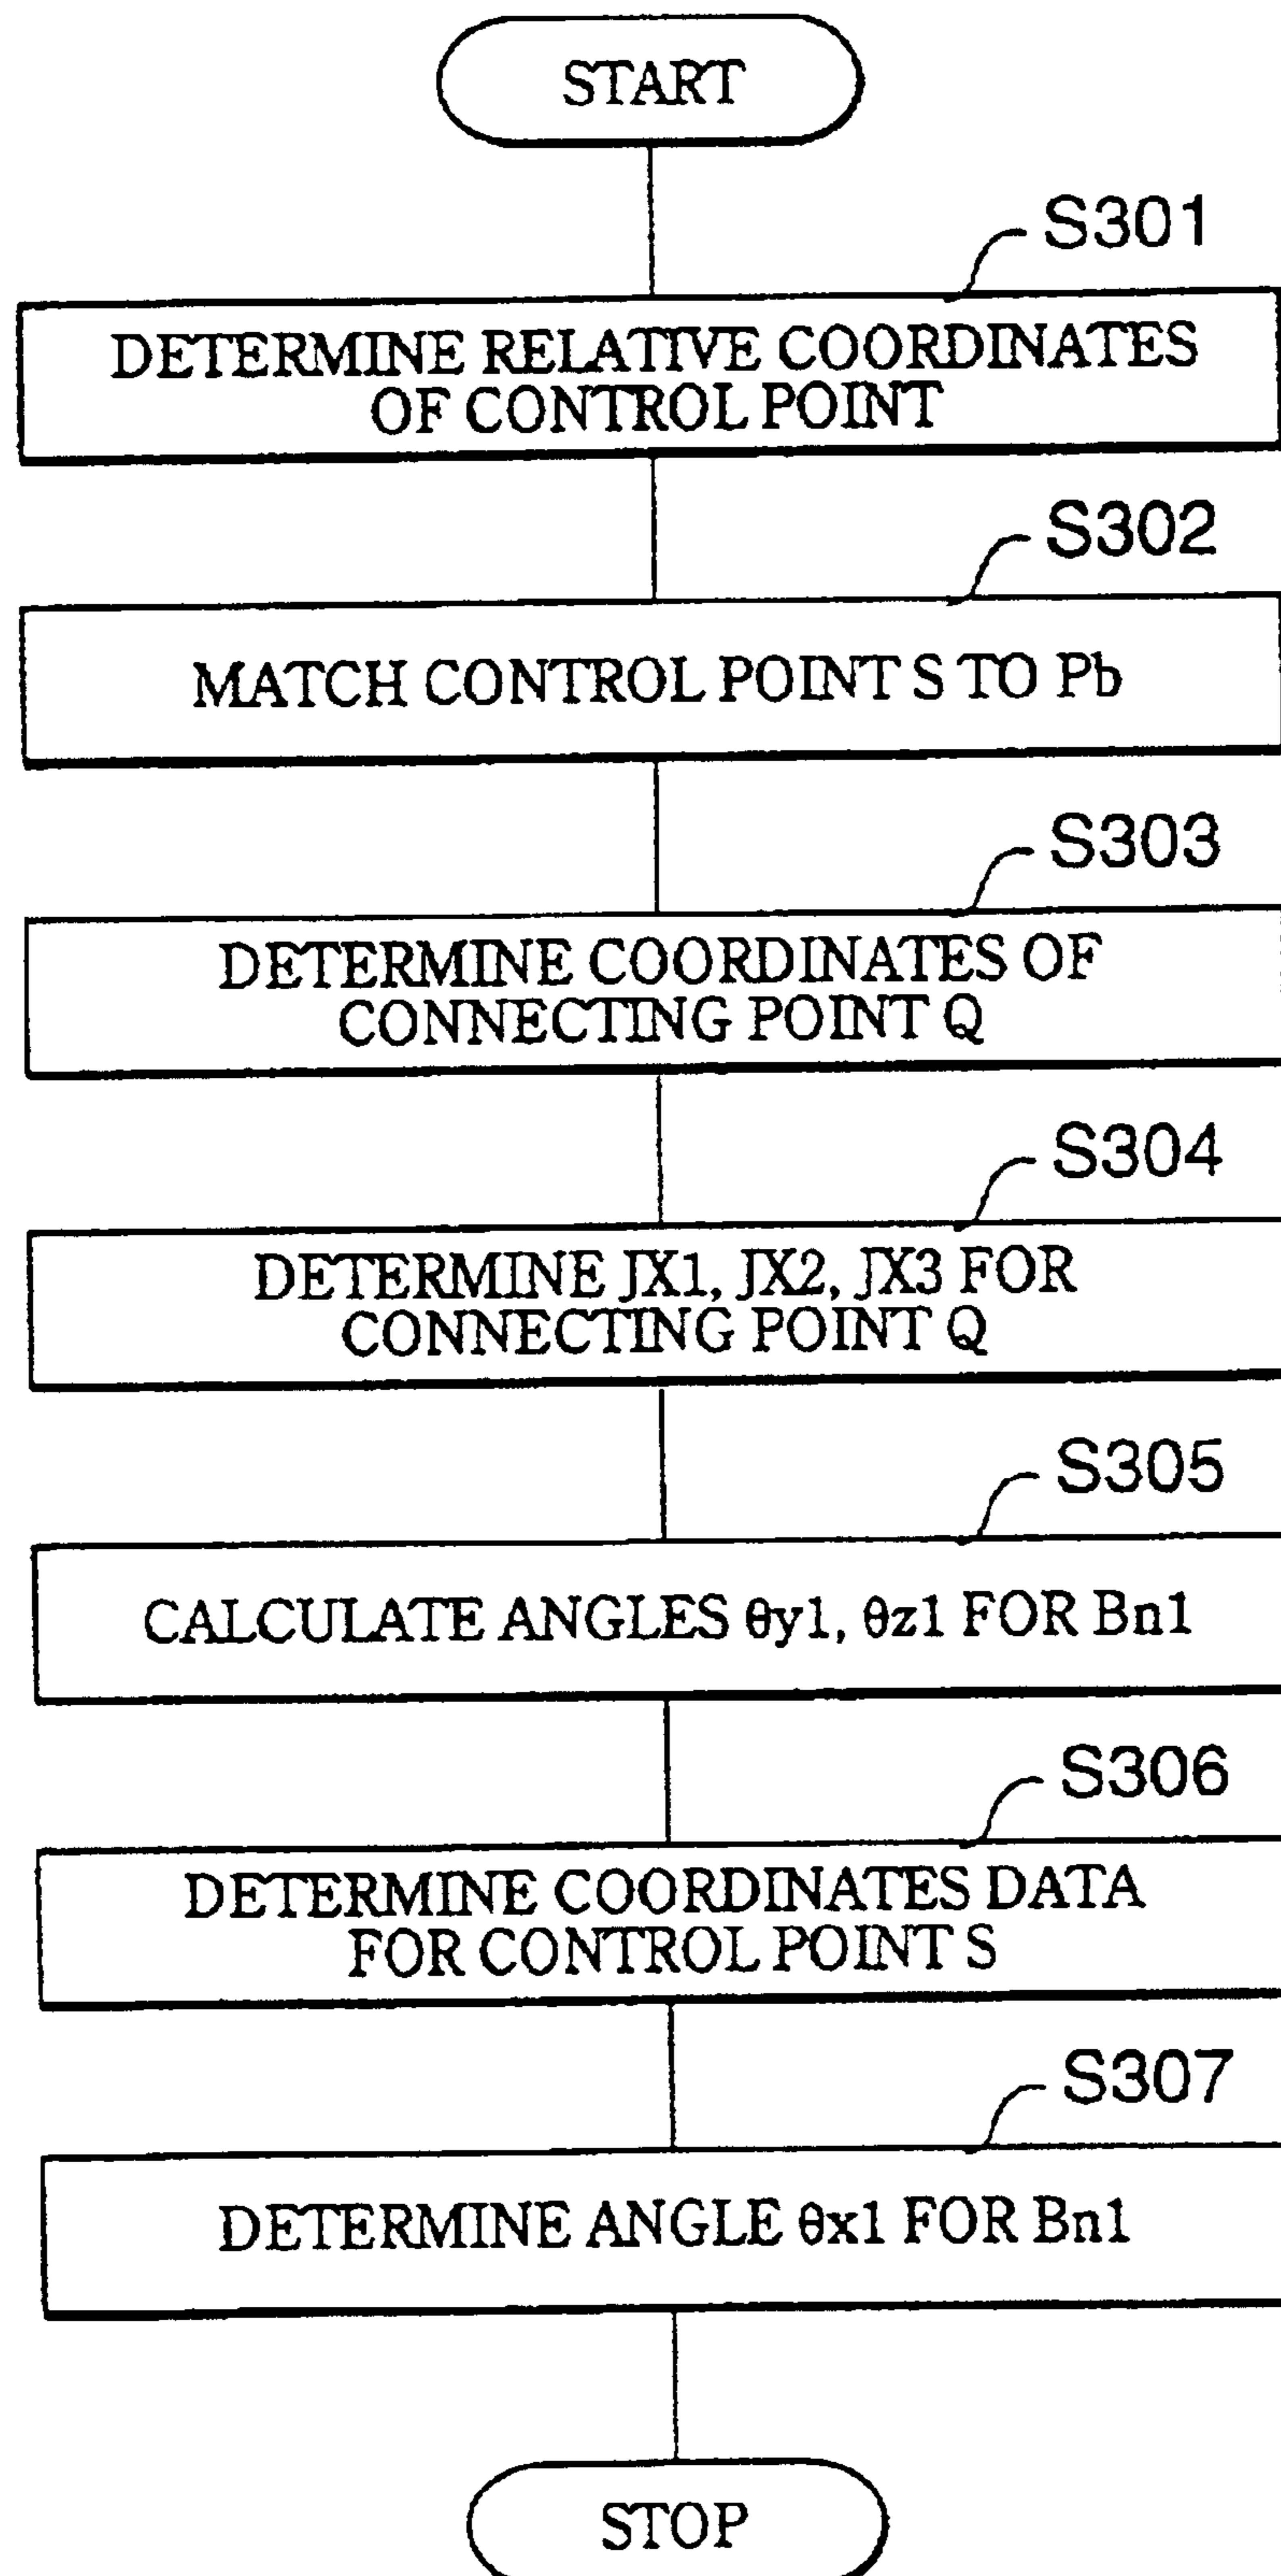 START
S301
DETERMINE RELATIVE COORDINATES
OF CONTROL POINT
S302
MATCH CONTROL POINT S TO Pb
S303
DETERMINE COORDINATES OF
CONNECTING POINT Q
S304
DETERMINE JX1, JX2, JX3 FOR
CONNECTING POINT Q
S305
CALCULATE ANGLES θy1, θz1 FOR Bn1
S306
DETERMINE COORDINATES DATA
FOR CONTROL POINT S
S307
DETERMINE ANGLE θx1 FOR Bn1
STOP